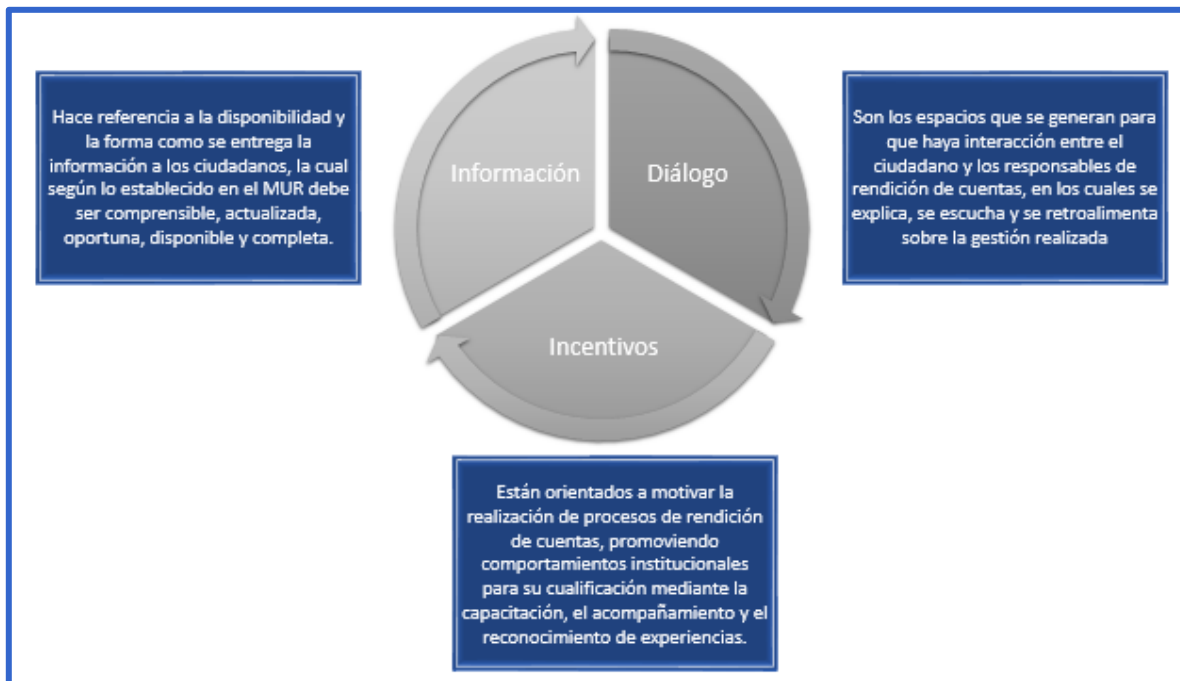 Hace referencia a la disponibilidad y
la forma como se entrega la
información a los ciudadanos, la cual
según lo establecido en el MUR debe
ser comprensible, actualizada,
oportuna, disponible y completa.
Información
Diálogo
Son los espacios que se generan para
que haya interacción entre el
ciudadano y los responsables de
rendición de cuentas, en los cuales se
explica, se escucha y se retroalimenta
sobre la gestión realizada
Incentivos
Están orientados a motivar la
realización de procesos de rendición
de cuentas, promoviendo
comportamientos institucionales
para su cualificación mediante la
capacitación, el acompañamiento y el
reconocimiento de experiencias.